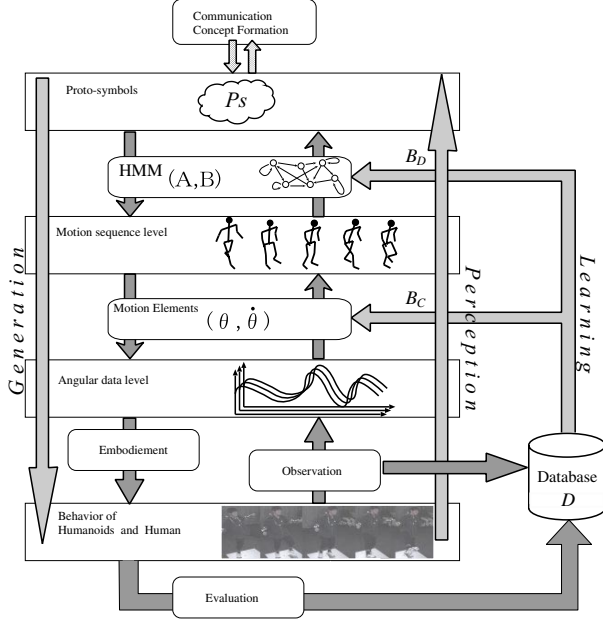 Communication
Concept Formation
Proto-symbols
Ps
HMM (A,B)
B_D
Motion sequence level
Motion Elements
(θ, θ̇)
B_C
Generation
Perception
Learning
Angular data level
Embodiement
Observation
Database
D
Behavior of
Humanoids and Human
Evaluation